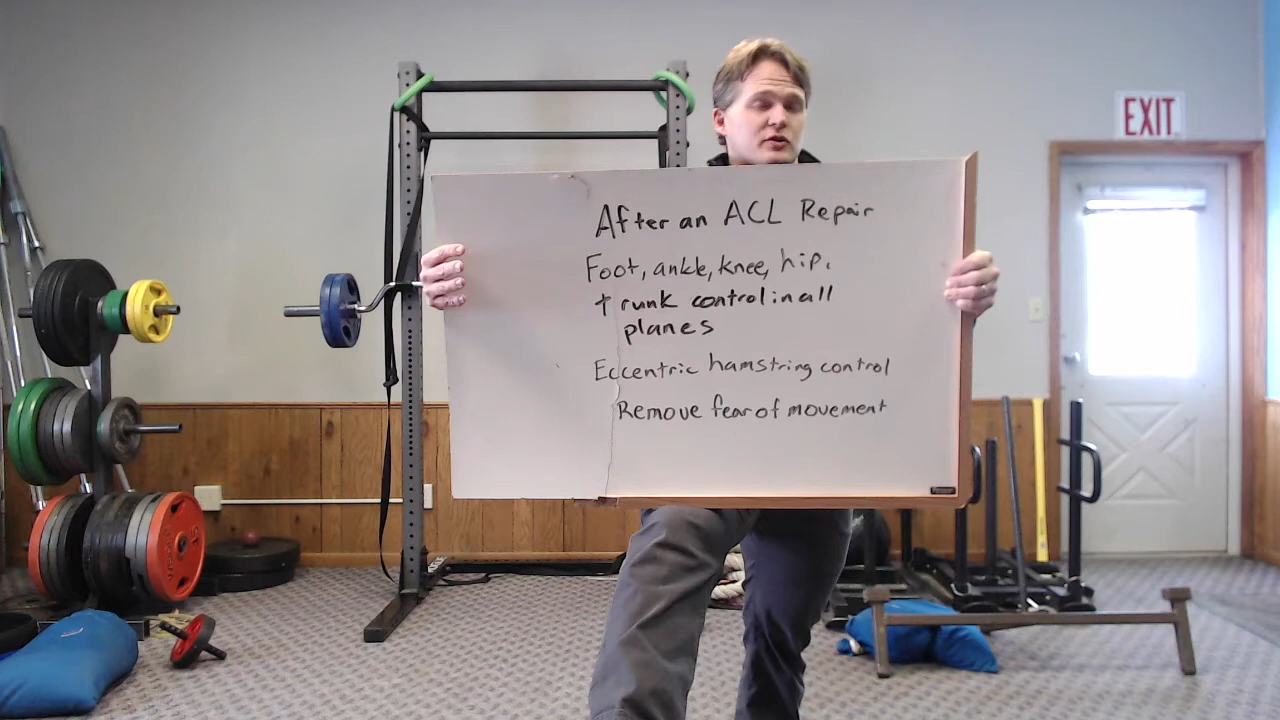 After an ACL Repair
Foot, ankle, knee, hip,
trunk control in all
planes
Eccentric hamstring control
Remove fear of movement
EXIT